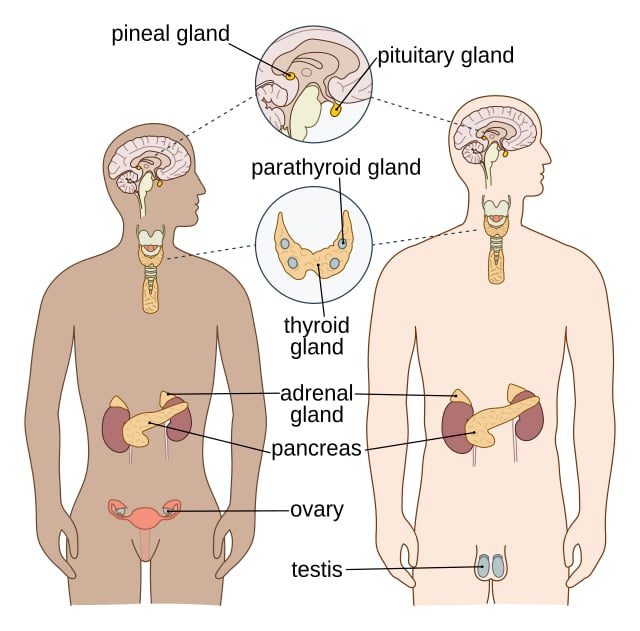 pineal gland
pituitary gland
parathyroid gland
thyroid
gland
adrenal
gland
pancreas
ovary
testis